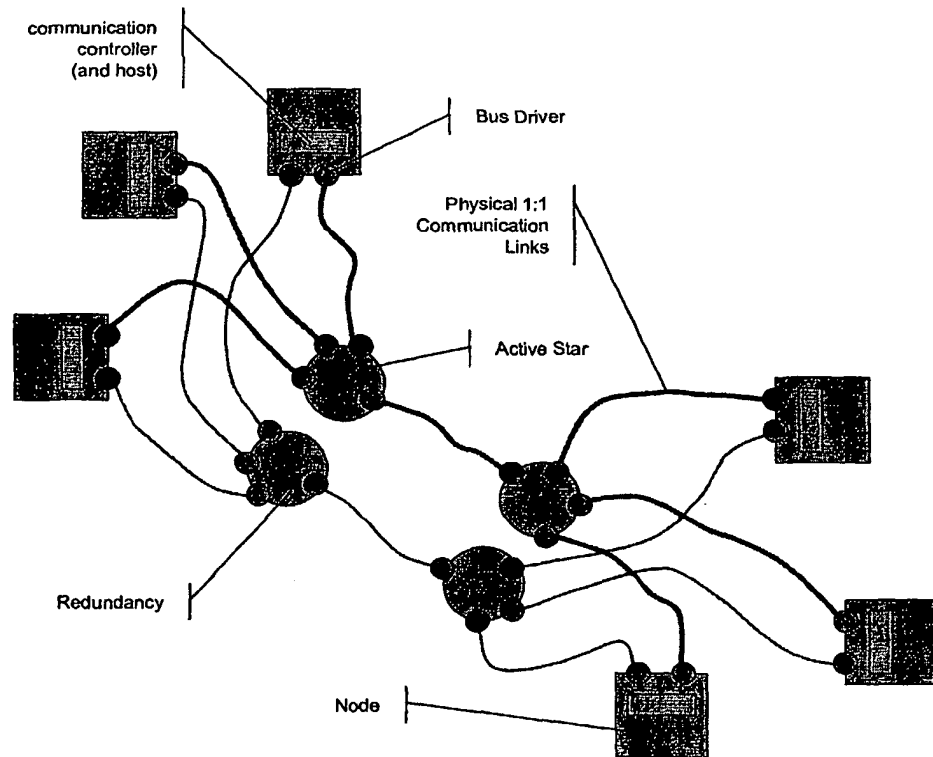 communication
controller
(and host)
Bus Driver
Physical 1:1
Communication
Links
Active Star
Redundancy
Node